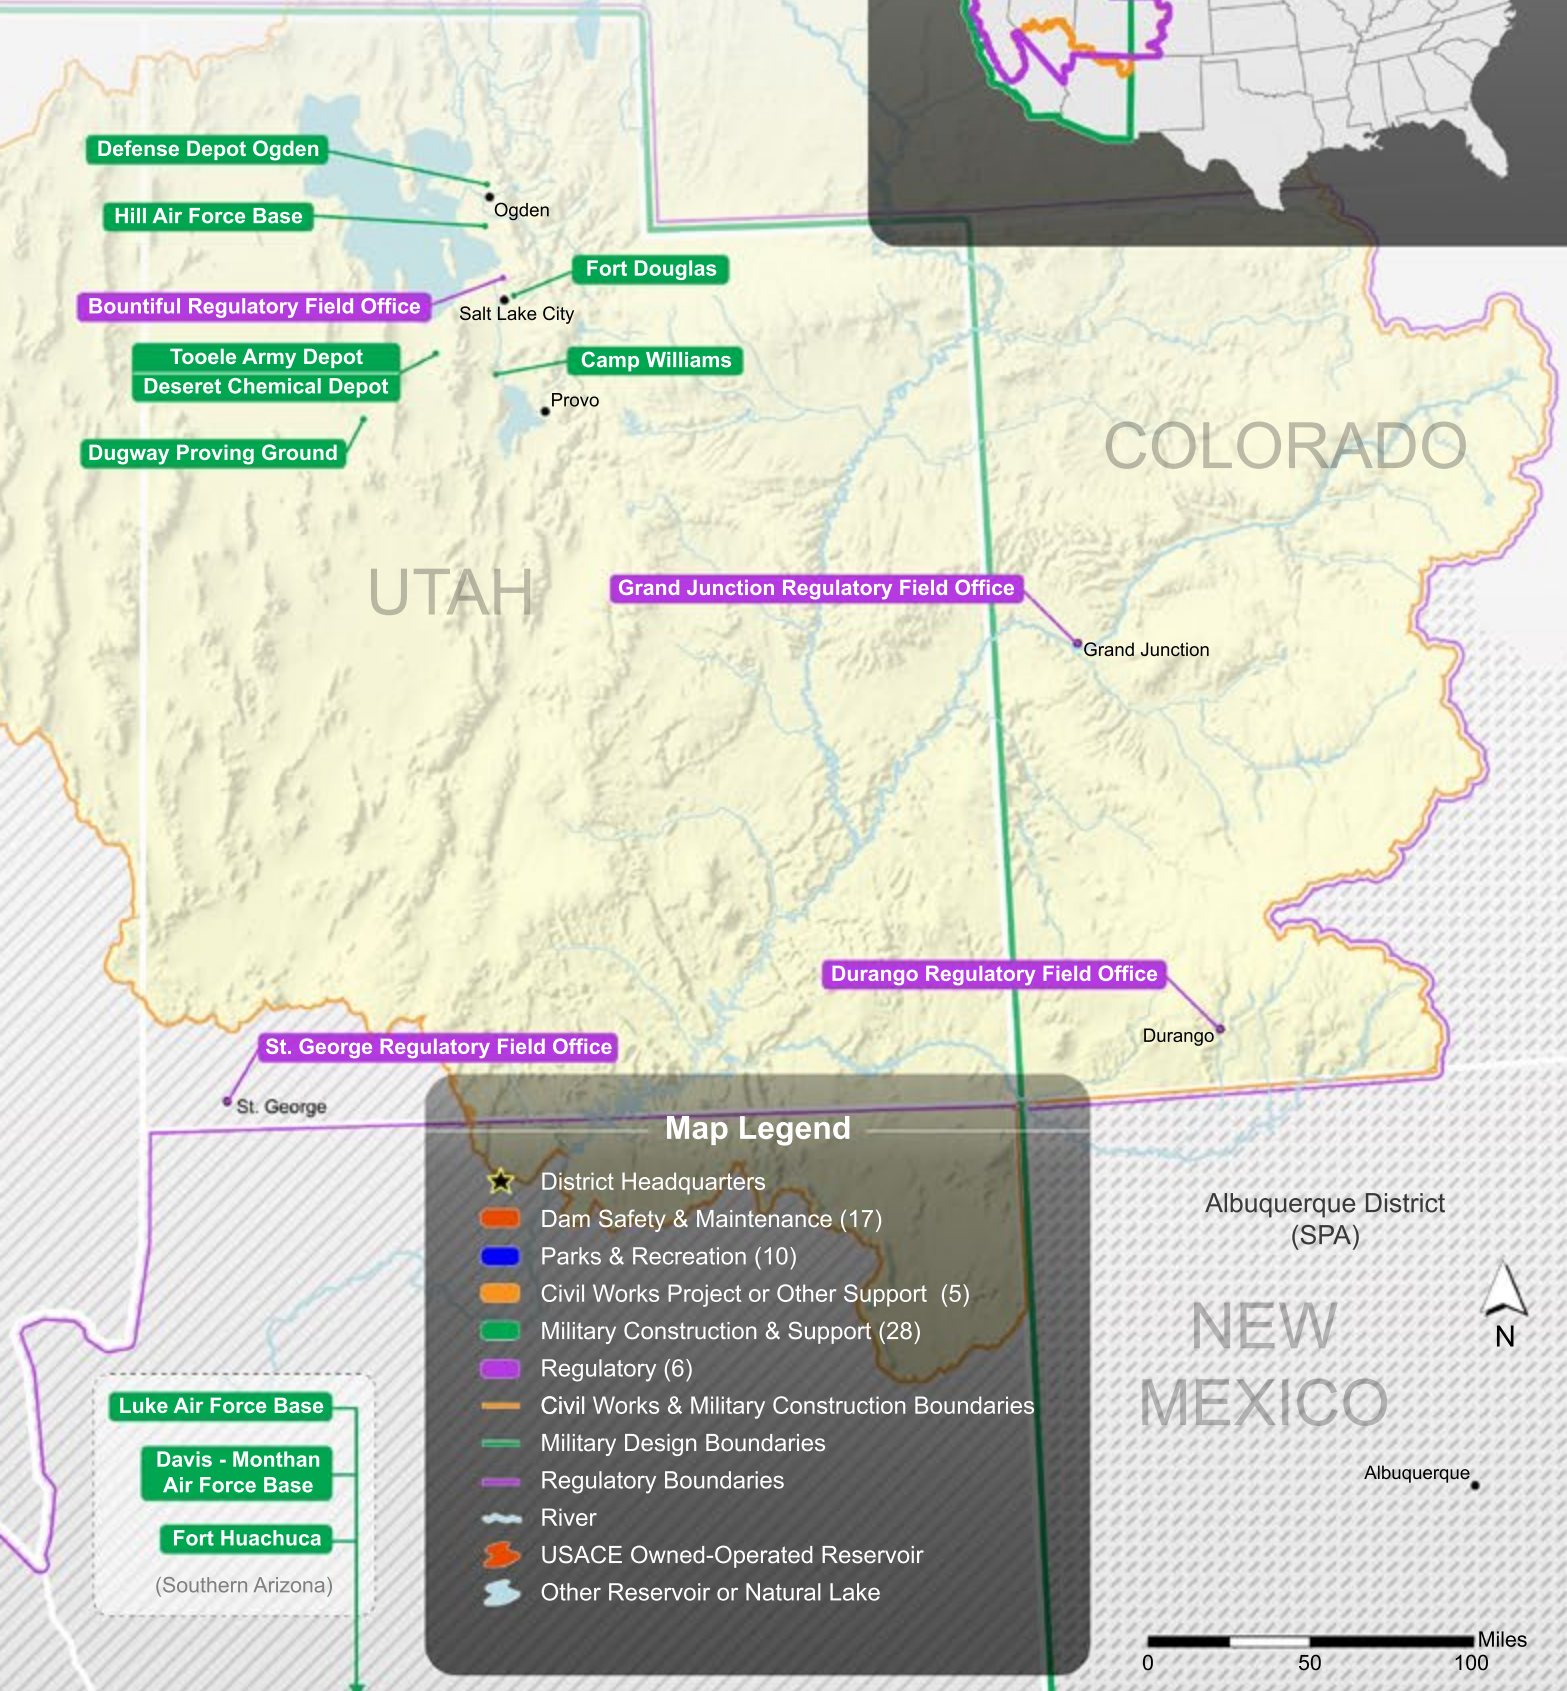 Defense Depot Ogden
Ogden
Hill Air Force Base
Fort Douglas
Bountiful Regulatory Field Office
Salt Lake City
Tooele Army Depot
Deseret Chemical Depot
Camp Williams
Provo
Dugway Proving Ground
COLORADO
UTAH
Grand Junction Regulatory Field Office
Grand Junction
Durango Regulatory Field Office
Durango
St. George Regulatory Field Office
St. George
Map Legend
District Headquarters
Dam Safety & Maintenance (17)
Parks & Recreation (10)
Civil Works Project or Other Support (5)
Military Construction & Support (28)
Regulatory (6)
Civil Works & Military Construction Boundaries
Military Design Boundaries
Regulatory Boundaries
River
USACE Owned-Operated Reservoir
Other Reservoir or Natural Lake
Albuquerque District
(SPA)
NEW
MEXICO
N
Albuquerque
Luke Air Force Base
Davis - Monthan
Air Force Base
Fort Huachuca
(Southern Arizona)
Miles
0 50 100